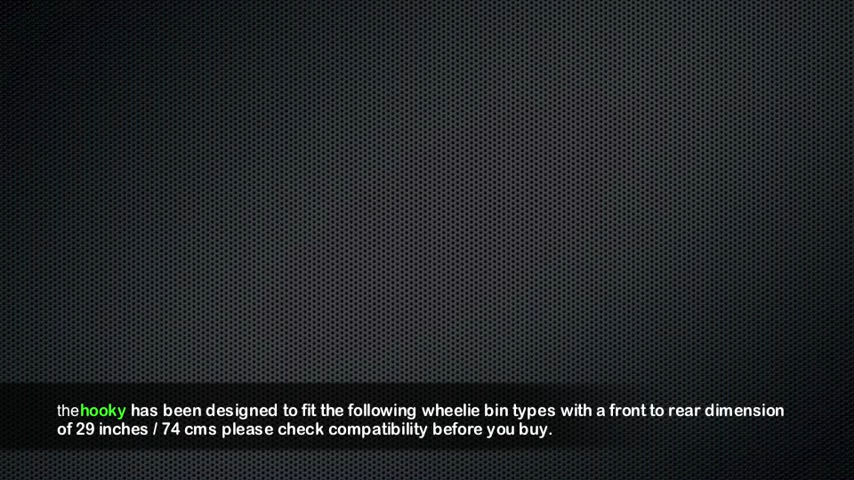 thehooky has been designed to fit the following wheelie bin types with a front to rear dimension
of 29 inches / 74 cms please check compatibility before you buy.